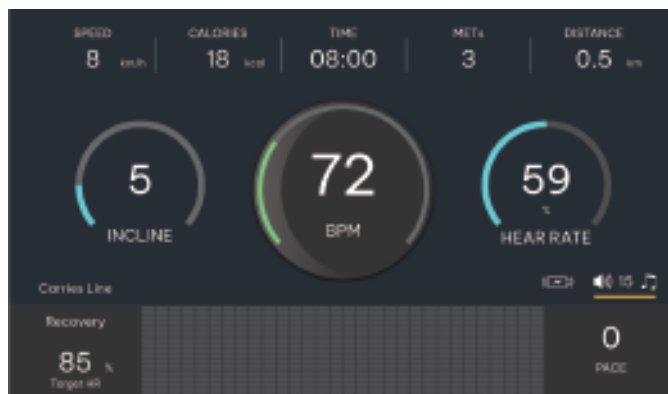 SPEED CALORIES TIME METs DISTANCE
8 km/h 18 kcal 08:00 3 0.5 km
5
INCLINE
72
BPM
59
HEAR RATE
Carries Line
15
Recovery
85 %
Target HR
0
PACE